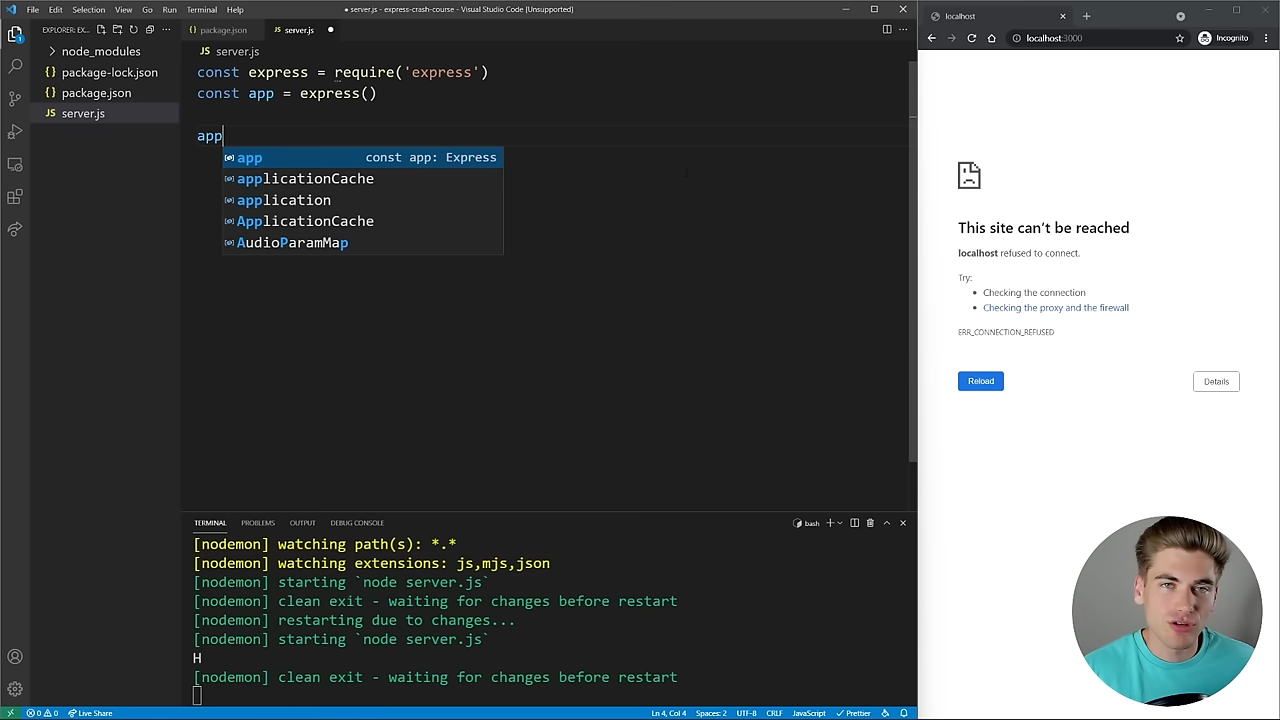 File Edit Selection View Go Run Terminal Help
● server.js - express-crash-course - Visual Studio Code (Unsupported)
EXPLORER: EX...
node_modules
package-lock.json
package.json
JS server.js
package.json
JS server.js
JS server.js
const express = require('express')
const app = express()
app
app const app: Express
applicationCache
application
ApplicationCache
AudioParamMap
TERMINAL PROBLEMS OUTPUT DEBUG CONSOLE
bash
[nodemon] watching path(s): *.*
[nodemon] watching extensions: js,mjs,json
[nodemon] starting `node server.js`
[nodemon] clean exit - waiting for changes before restart
[nodemon] restarting due to changes...
[nodemon] starting `node server.js`
H
[nodemon] clean exit - waiting for changes before restart
0 0 Live Share
Ln 4, Col 4 Spaces: 2 UTF-8 CRLF JavaScript Prettier
localhost
localhost:3000
Incognito
This site can't be reached
localhost refused to connect.
Try:
• Checking the connection
• Checking the proxy and the firewall
ERR_CONNECTION_REFUSED
Reload
Details